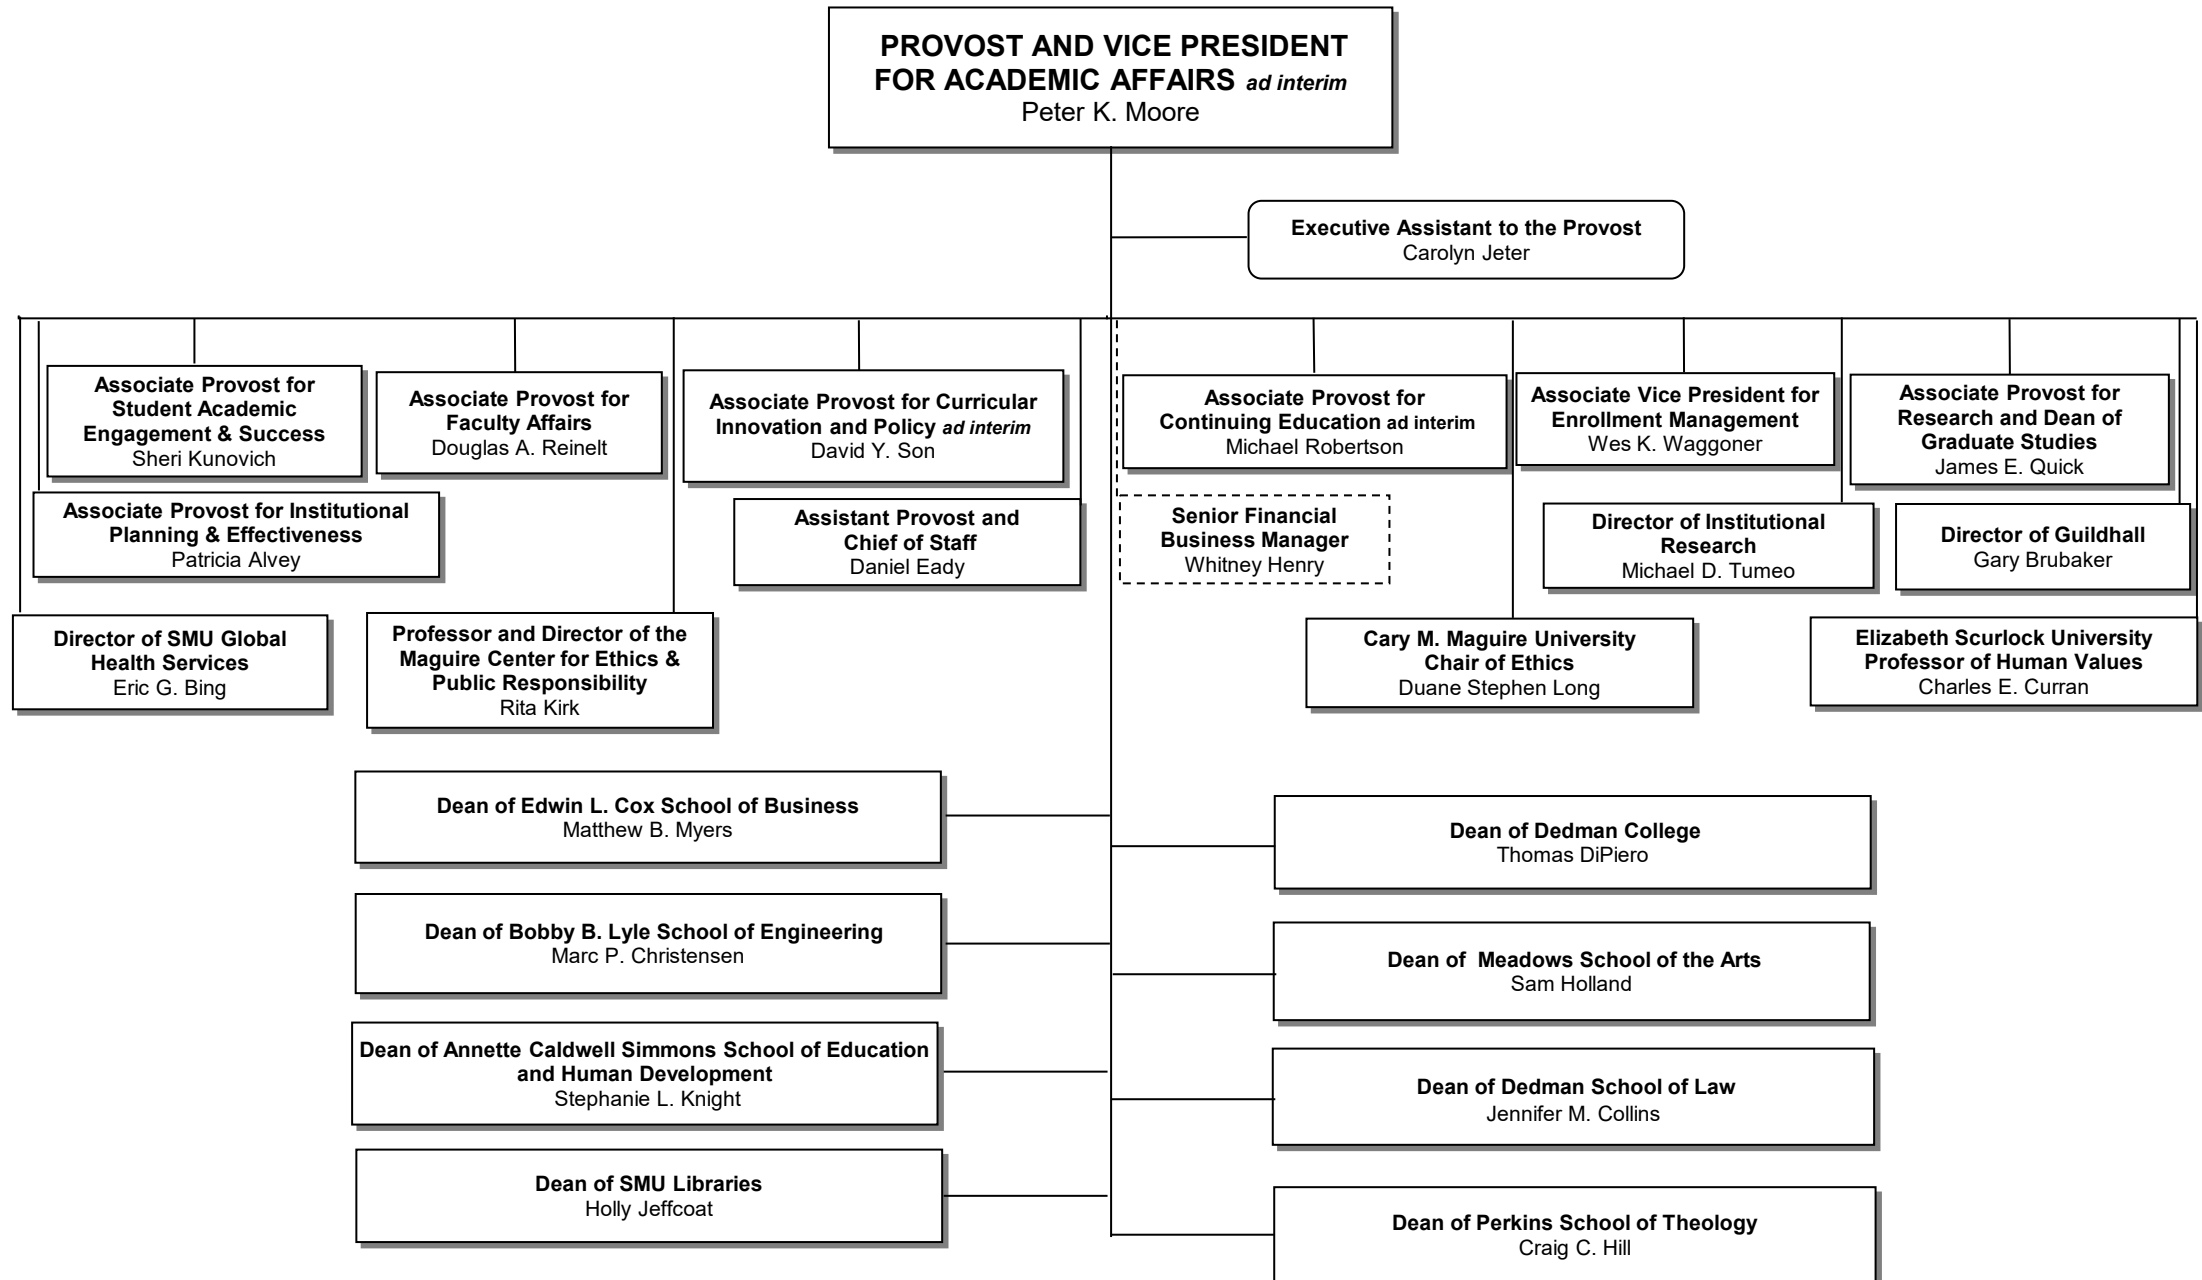 PROVOST AND VICE PRESIDENT
FOR ACADEMIC AFFAIRS ad interim
Peter K. Moore
Executive Assistant to the Provost
Carolyn Jeter
Associate Provost for
Student Academic
Engagement & Success
Sheri Kunovich
Associate Provost for
Faculty Affairs
Douglas A. Reinelt
Associate Provost for Curricular
Innovation and Policy ad interim
David Y. Son
Associate Provost for
Continuing Education ad interim
Michael Robertson
Associate Vice President for
Enrollment Management
Wes K. Waggoner
Associate Provost for
Research and Dean of
Graduate Studies
James E. Quick
Associate Provost for Institutional
Planning & Effectiveness
Patricia Alvey
Assistant Provost and
Chief of Staff
Daniel Eady
Senior Financial
Business Manager
Whitney Henry
Director of Institutional
Research
Michael D. Tumeo
Director of Guildhall
Gary Brubaker
Director of SMU Global
Health Services
Eric G. Bing
Professor and Director of the
Maguire Center for Ethics &
Public Responsibility
Rita Kirk
Cary M. Maguire University
Chair of Ethics
Duane Stephen Long
Elizabeth Scurlock University
Professor of Human Values
Charles E. Curran
Dean of Edwin L. Cox School of Business
Matthew B. Myers
Dean of Dedman College
Thomas DiPiero
Dean of Bobby B. Lyle School of Engineering
Marc P. Christensen
Dean of Meadows School of the Arts
Sam Holland
Dean of Annette Caldwell Simmons School of Education
and Human Development
Stephanie L. Knight
Dean of Dedman School of Law
Jennifer M. Collins
Dean of SMU Libraries
Holly Jeffcoat
Dean of Perkins School of Theology
Craig C. Hill